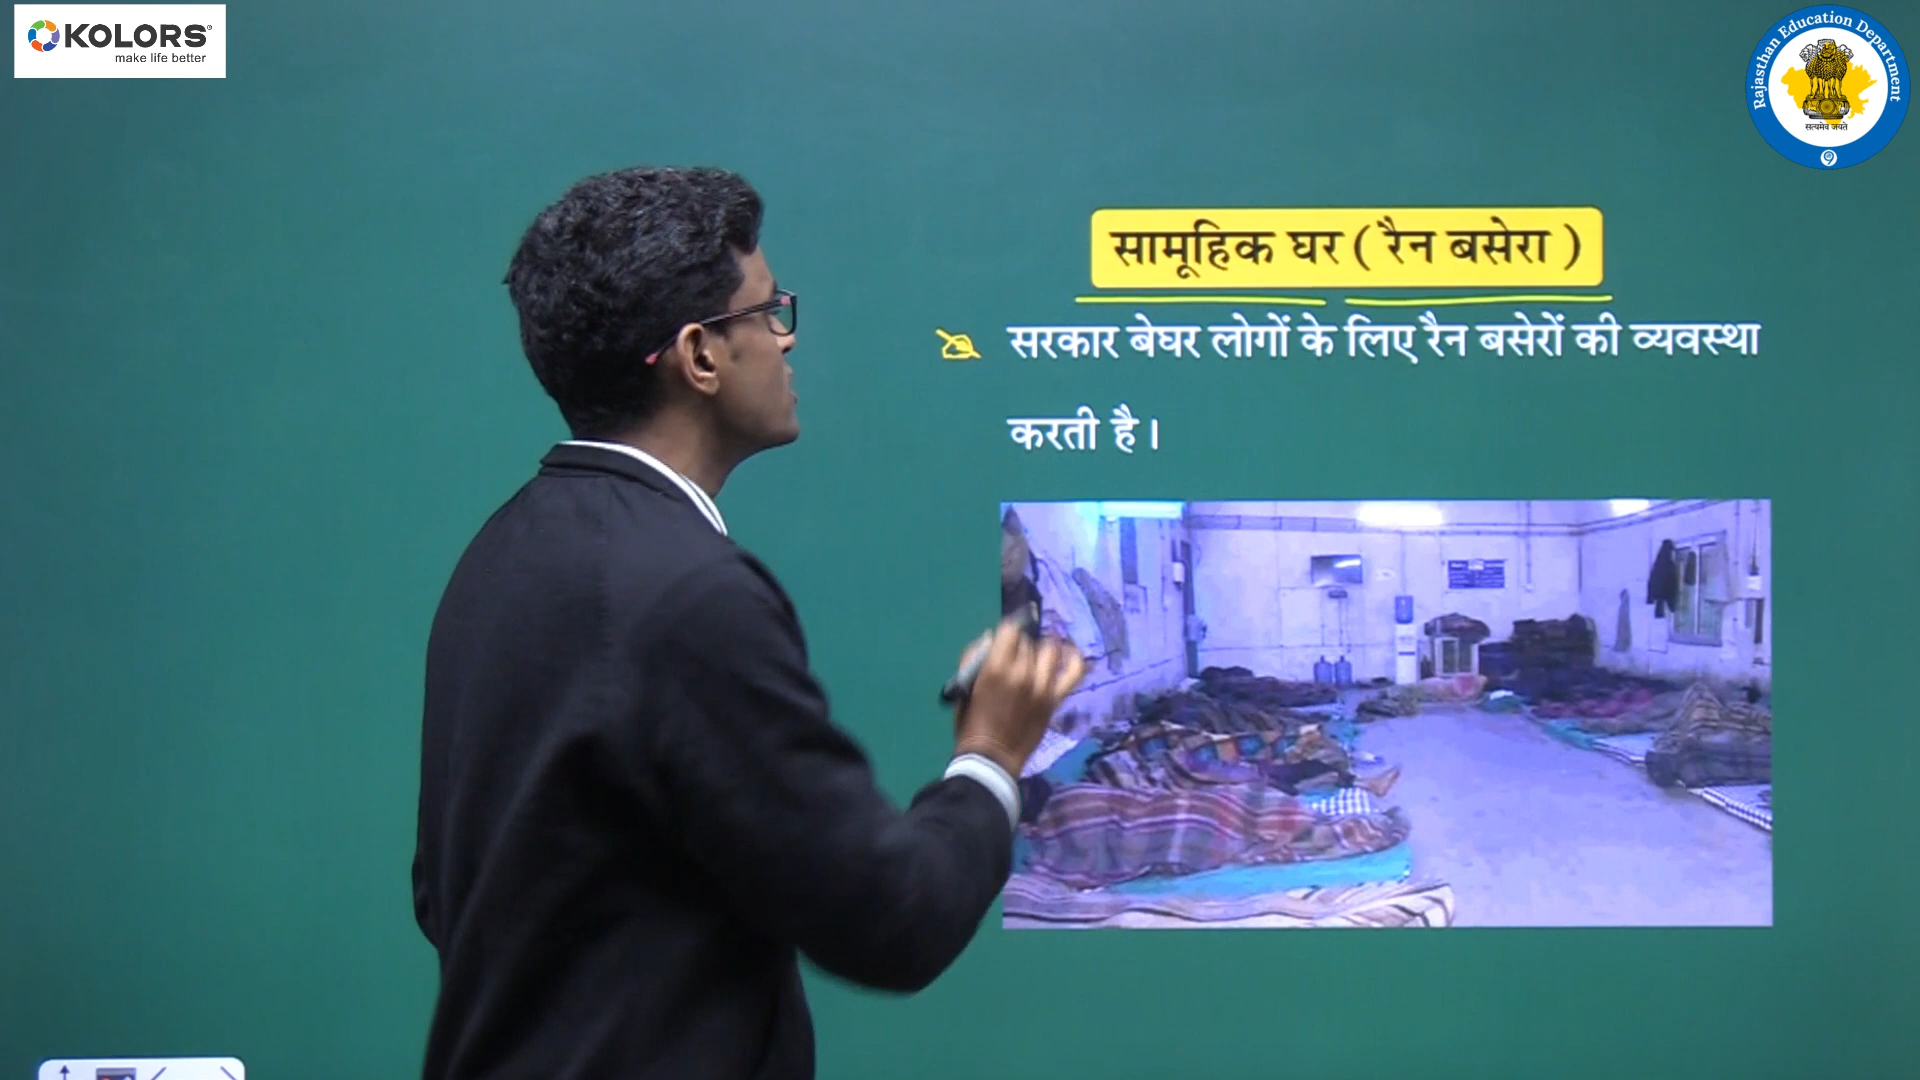 KOLORS
make life better
Rajasthan Education Department
सत्यमेव जयते
सामूहिक घर ( रैन बसेरा )
सरकार बेघर लोगों के लिए रैन बसेरों की व्यवस्था
करती है।